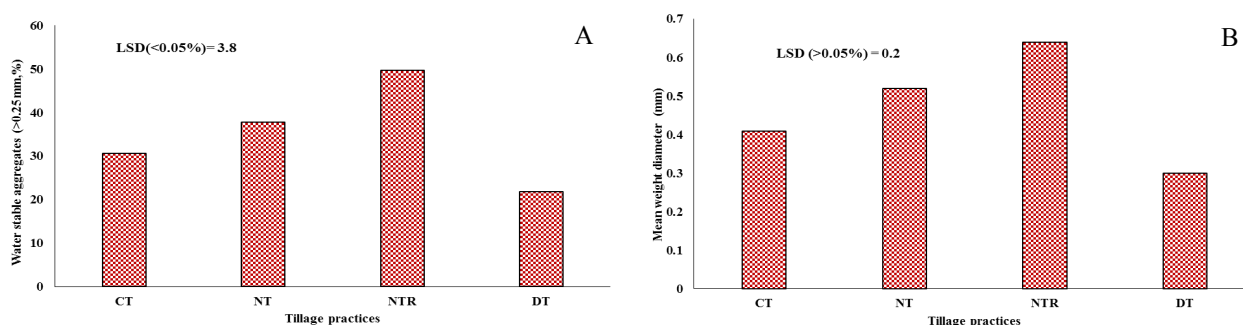 A
LSD(<0.05%)= 3.8
Water stable aggregates (>0.25 mm,%)
60
50
40
30
20
10
0
CT NT NTR DT
Tillage practices
B
LSD (>0.05%) = 0.2
Mean weight diameter (mm)
0.7
0.6
0.5
0.4
0.3
0.2
0.1
0
CT NT NTR DT
Tillage practices